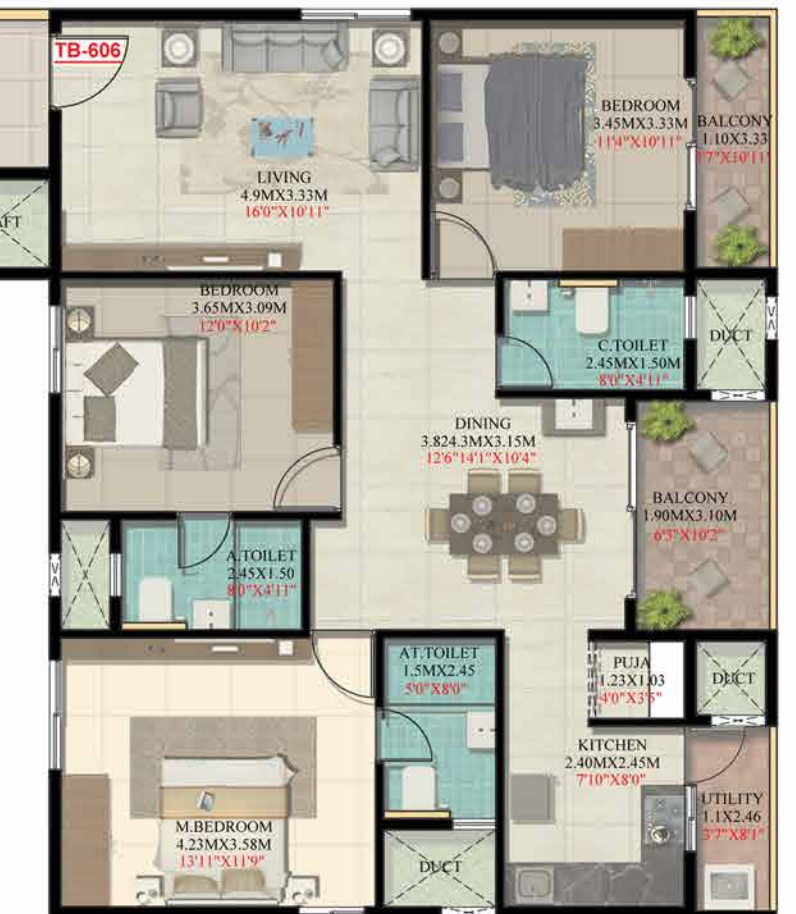 TB-606
LIVING
4.9MX3.33M
16'0"X10'11"
BEDROOM
3.45MX3.33M
11'4"X10'11"
BALCONY
1.10X3.33
3'7"X10'11"
AFT
BEDROOM
3.65MX3.09M
12'0"X10'2"
C.TOILET
2.45MX1.50M
8'0"X4'11"
DUCT
DINING
3.824.3MX3.15M
12'6"14'1"X10'4"
BALCONY
1.90MX3.10M
6'3"X10'2"
A.TOILET
2.45X1.50
8'0"X4'11"
AT.TOILET
1.5MX2.45
5'0"X8'0"
PUJA
1.23X1.03
4'0"X3'5"
DUCT
KITCHEN
2.40MX2.45M
7'10"X8'0"
UTILITY
1.1X2.46
3'7"X8'1"
M.BEDROOM
4.23MX3.58M
13'11"X11'9"
DUCT